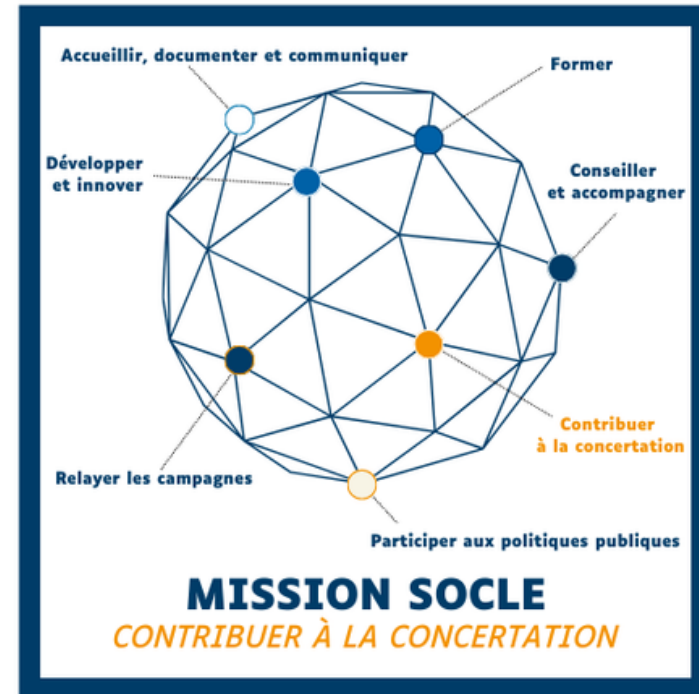 Accueillir, documenter et communiquer
Former
Développer
et innover
Conseiller
et accompagner
Contribuer
à la concertation
Relayer les campagnes
Participer aux politiques publiques
MISSION SOCLE
CONTRIBUER À LA CONCERTATION